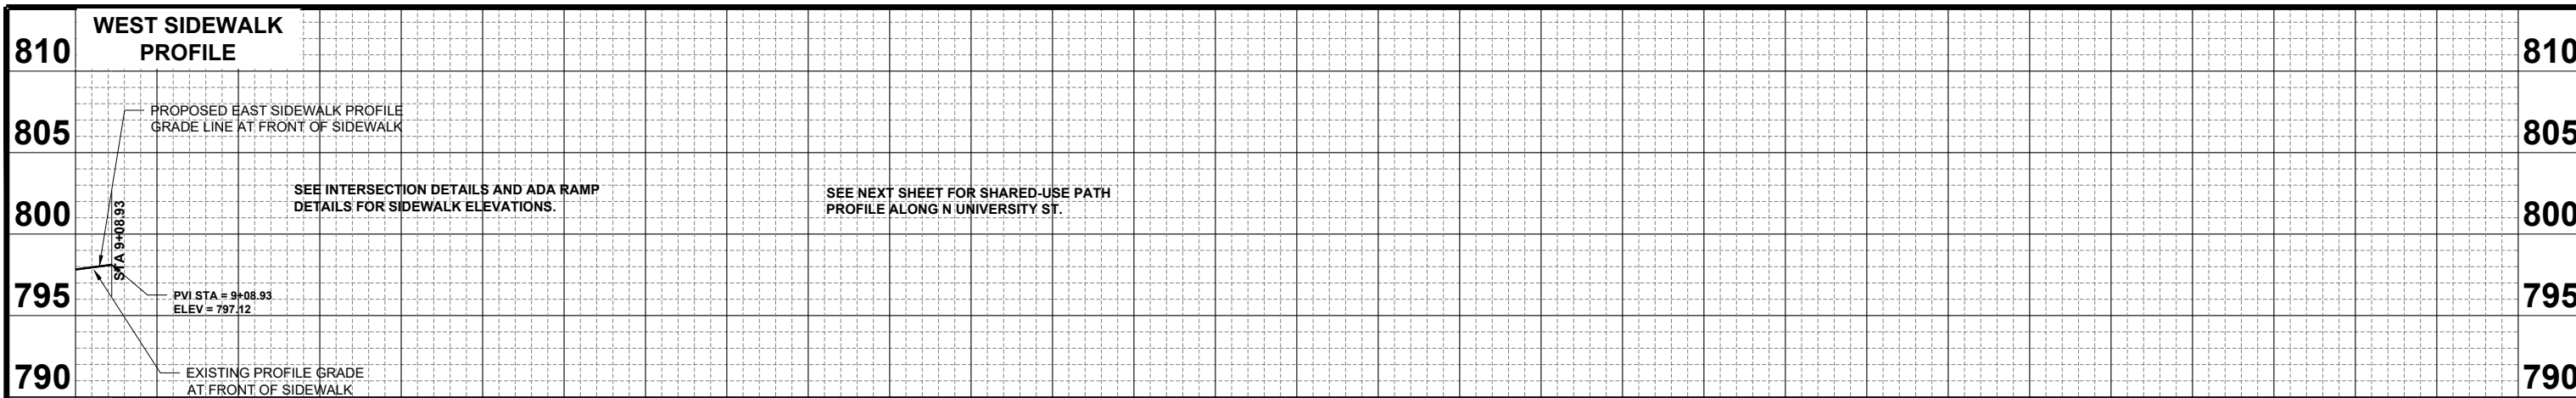 WEST SIDEWALK
PROFILE
810
810
PROPOSED EAST SIDEWALK PROFILE
GRADE LINE AT FRONT OF SIDEWALK
805
805
SEE INTERSECTION DETAILS AND ADA RAMP
DETAILS FOR SIDEWALK ELEVATIONS.
SEE NEXT SHEET FOR SHARED-USE PATH
PROFILE ALONG N UNIVERSITY ST.
800
800
STA 9+08.93
795
795
PVI STA = 9+08.93
ELEV = 797.12
790
790
EXISTING PROFILE GRADE
AT FRONT OF SIDEWALK